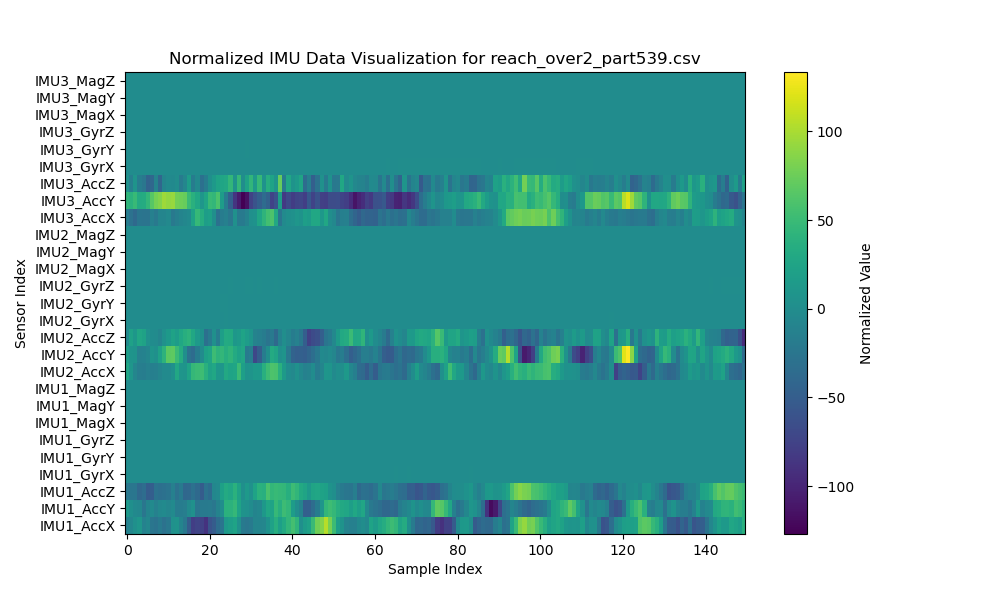 Normalized IMU Data Visualization for reach_over2_part539.csv
IMU3_MagZ
IMU3_MagY
IMU3_MagX
IMU3_GyrZ
IMU3_GyrY
IMU3_GyrX
IMU3_AccZ
IMU3_AccY
IMU3_AccX
IMU2_MagZ
IMU2_MagY
IMU2_MagX
IMU2_GyrZ
IMU2_GyrY
IMU2_GyrX
IMU2_AccZ
IMU2_AccY
IMU2_AccX
IMU1_MagZ
IMU1_MagY
IMU1_MagX
IMU1_GyrZ
IMU1_GyrY
IMU1_GyrX
IMU1_AccZ
IMU1_AccY
IMU1_AccX
Sensor Index
0 20 40 60 80 100 120 140
Sample Index
100
50
0
−50
−100
Normalized Value